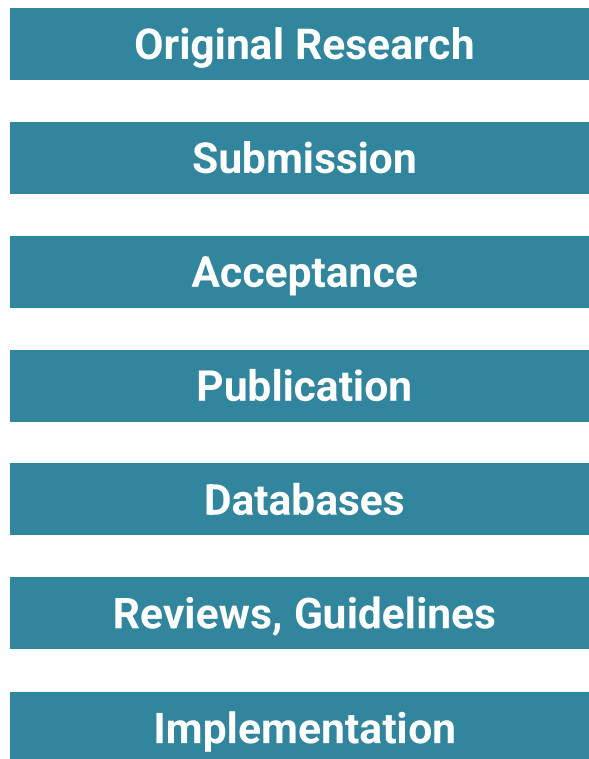 Original Research
Submission
Acceptance
Publication
Databases
Reviews, Guidelines
Implementation